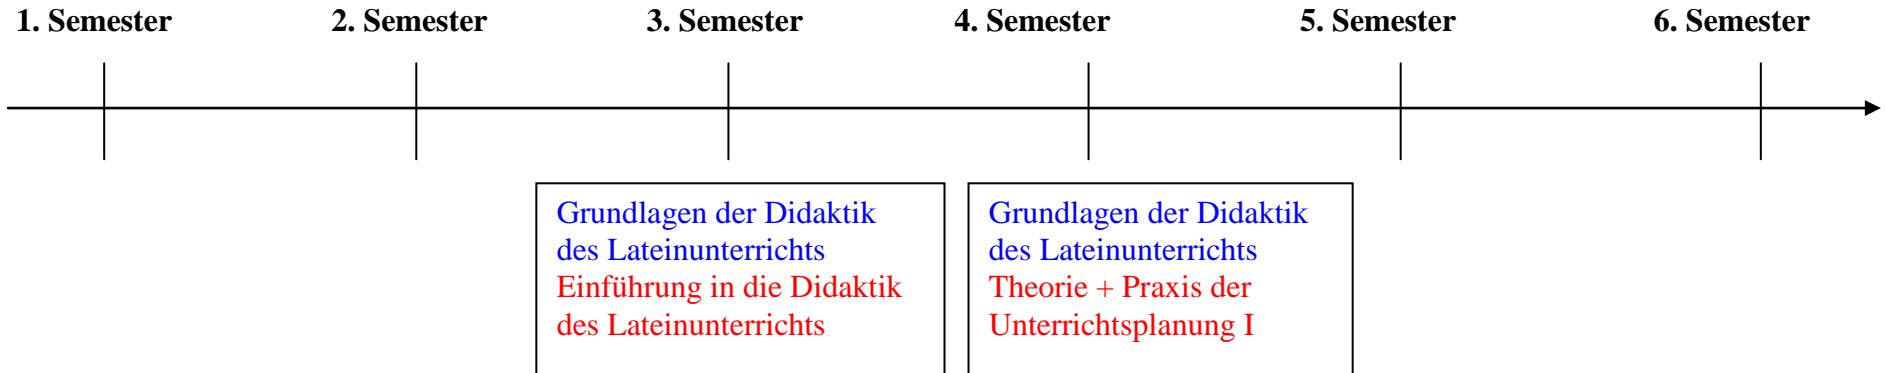 1. Semester 2. Semester 3. Semester 4. Semester 5. Semester 6. Semester
Grundlagen der Didaktik
des Lateinunterrichts
Einführung in die Didaktik
des Lateinunterrichts
Grundlagen der Didaktik
des Lateinunterrichts
Theorie + Praxis der
Unterrichtsplanung I